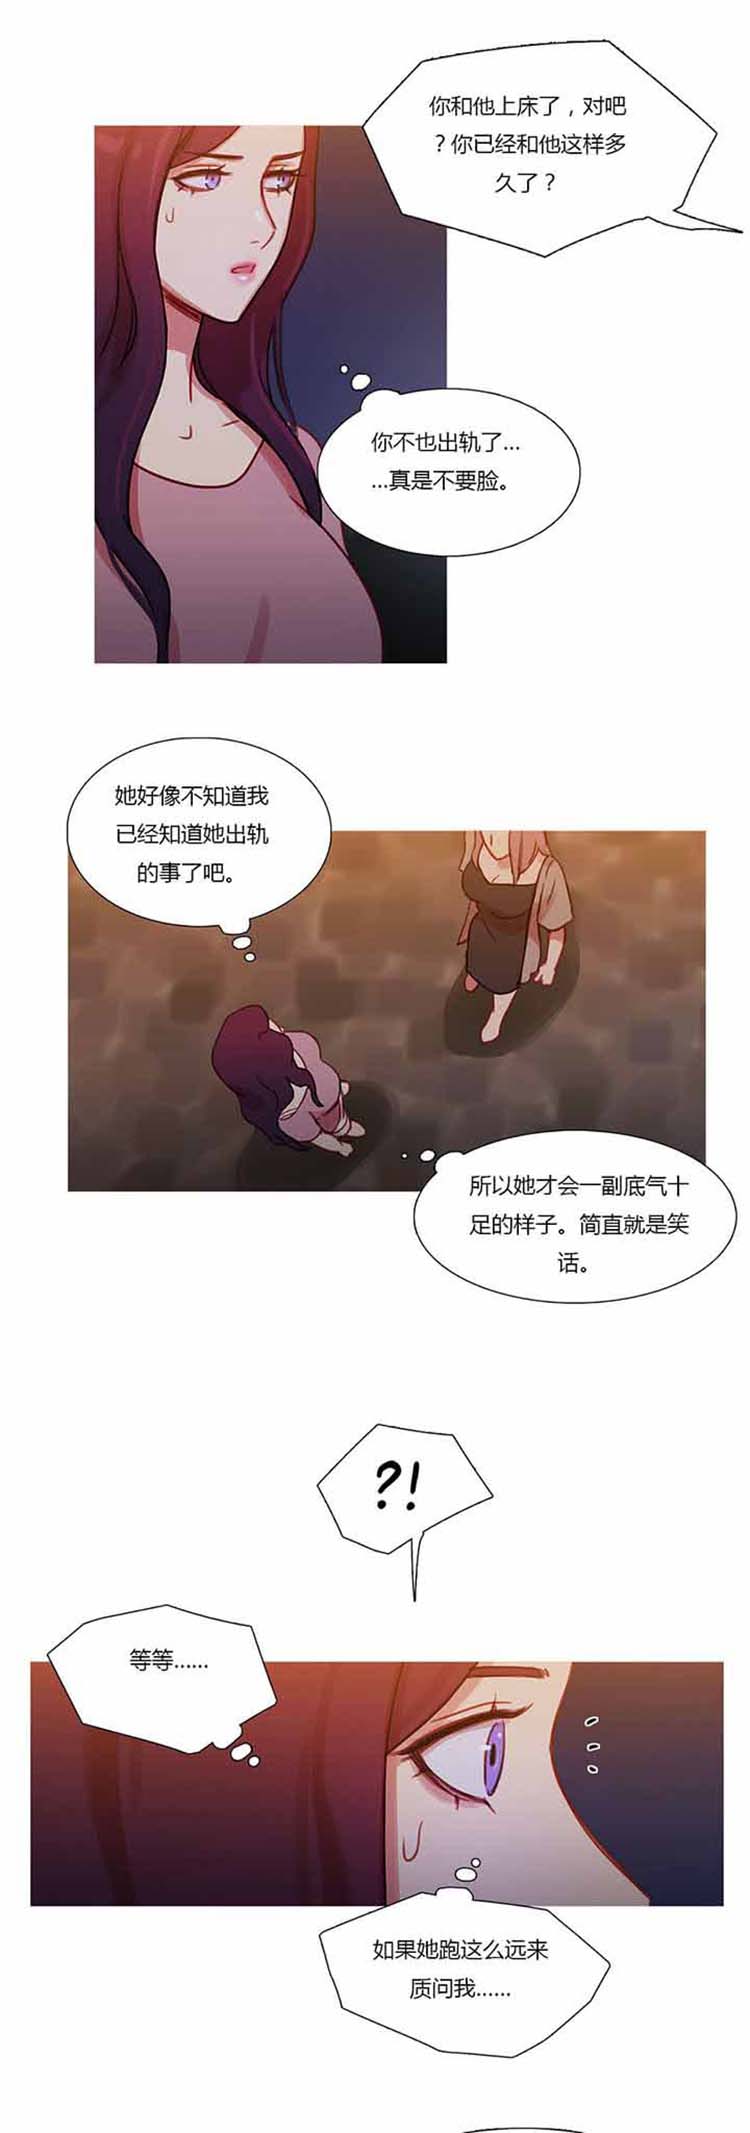 你和他上床了，对吧
？你已经和他这样多
久了？
你不也出轨了...
...真是不要脸。
她好像不知道我
已经知道她出轨
的事了吧。
所以她才会一副底气十
足的样子。简直就是笑
话。
?!
等等......
如果她跑这么远来
质问我......